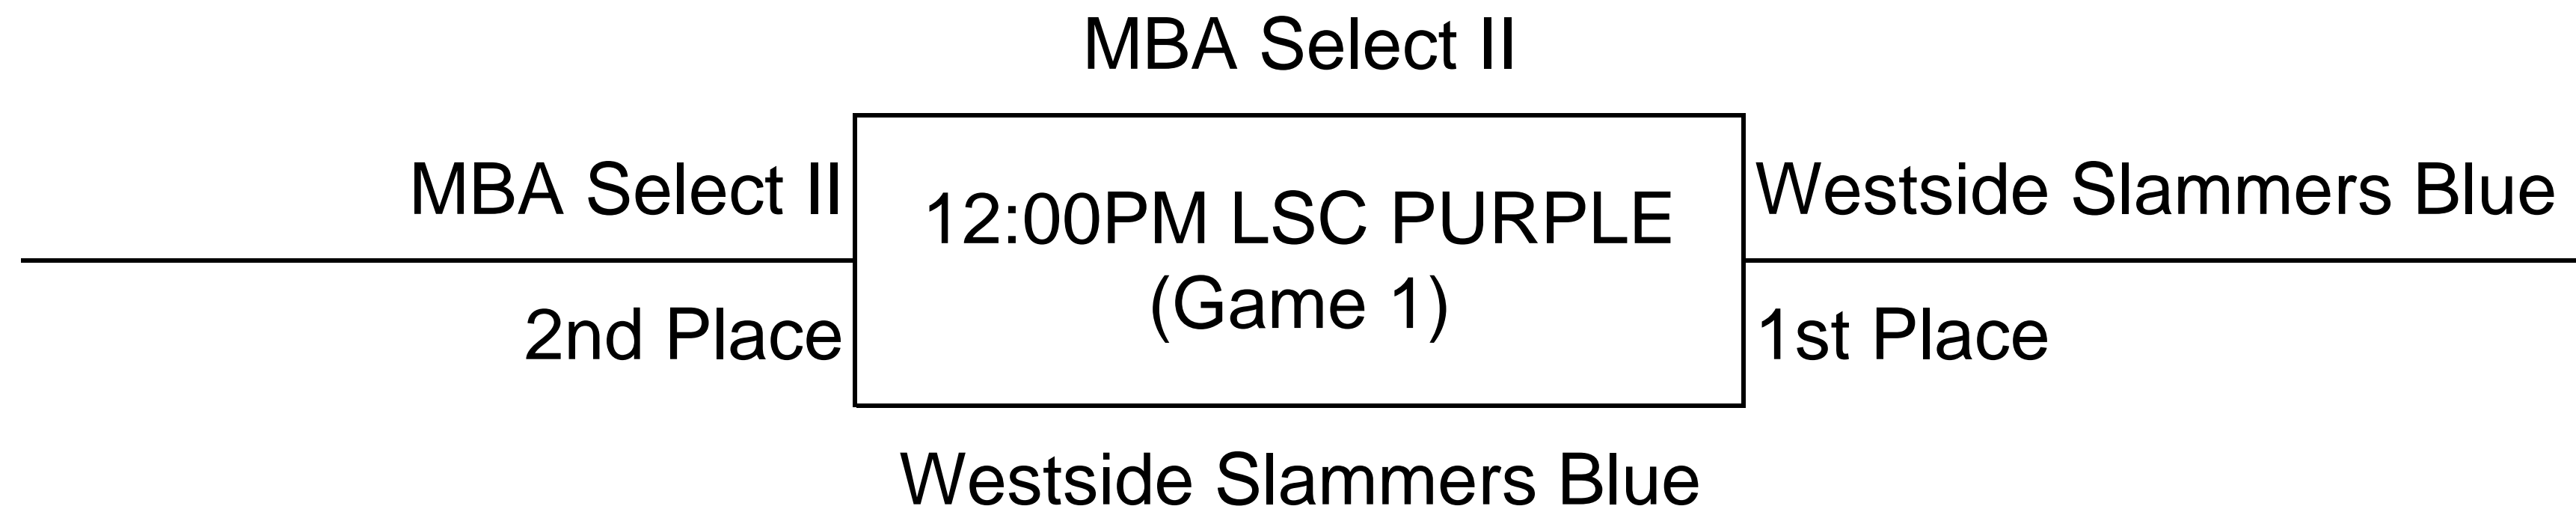 MBA Select II
MBA Select II
12:00PM LSC PURPLE
(Game 1)
Westside Slammers Blue
2nd Place
1st Place
Westside Slammers Blue